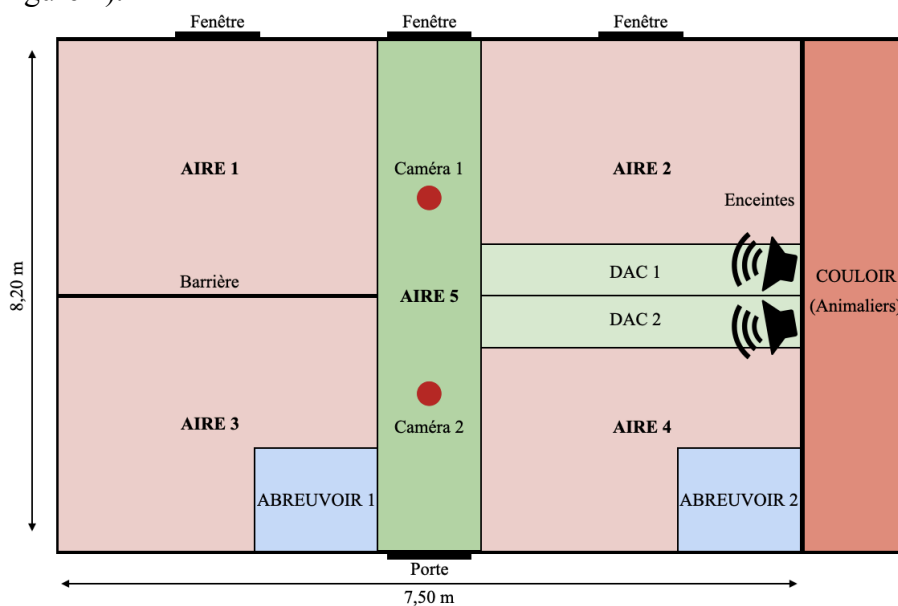 Fenêtre
Fenêtre
Fenêtre
AIRE 1
Caméra 1
AIRE 2
Enceintes
DAC 1
COULOIR
(Animaliers)
Barrière
AIRE 5
DAC 2
8,20 m
AIRE 3
Caméra 2
AIRE 4
ABREUVOIR 1
ABREUVOIR 2
Porte
7,50 m